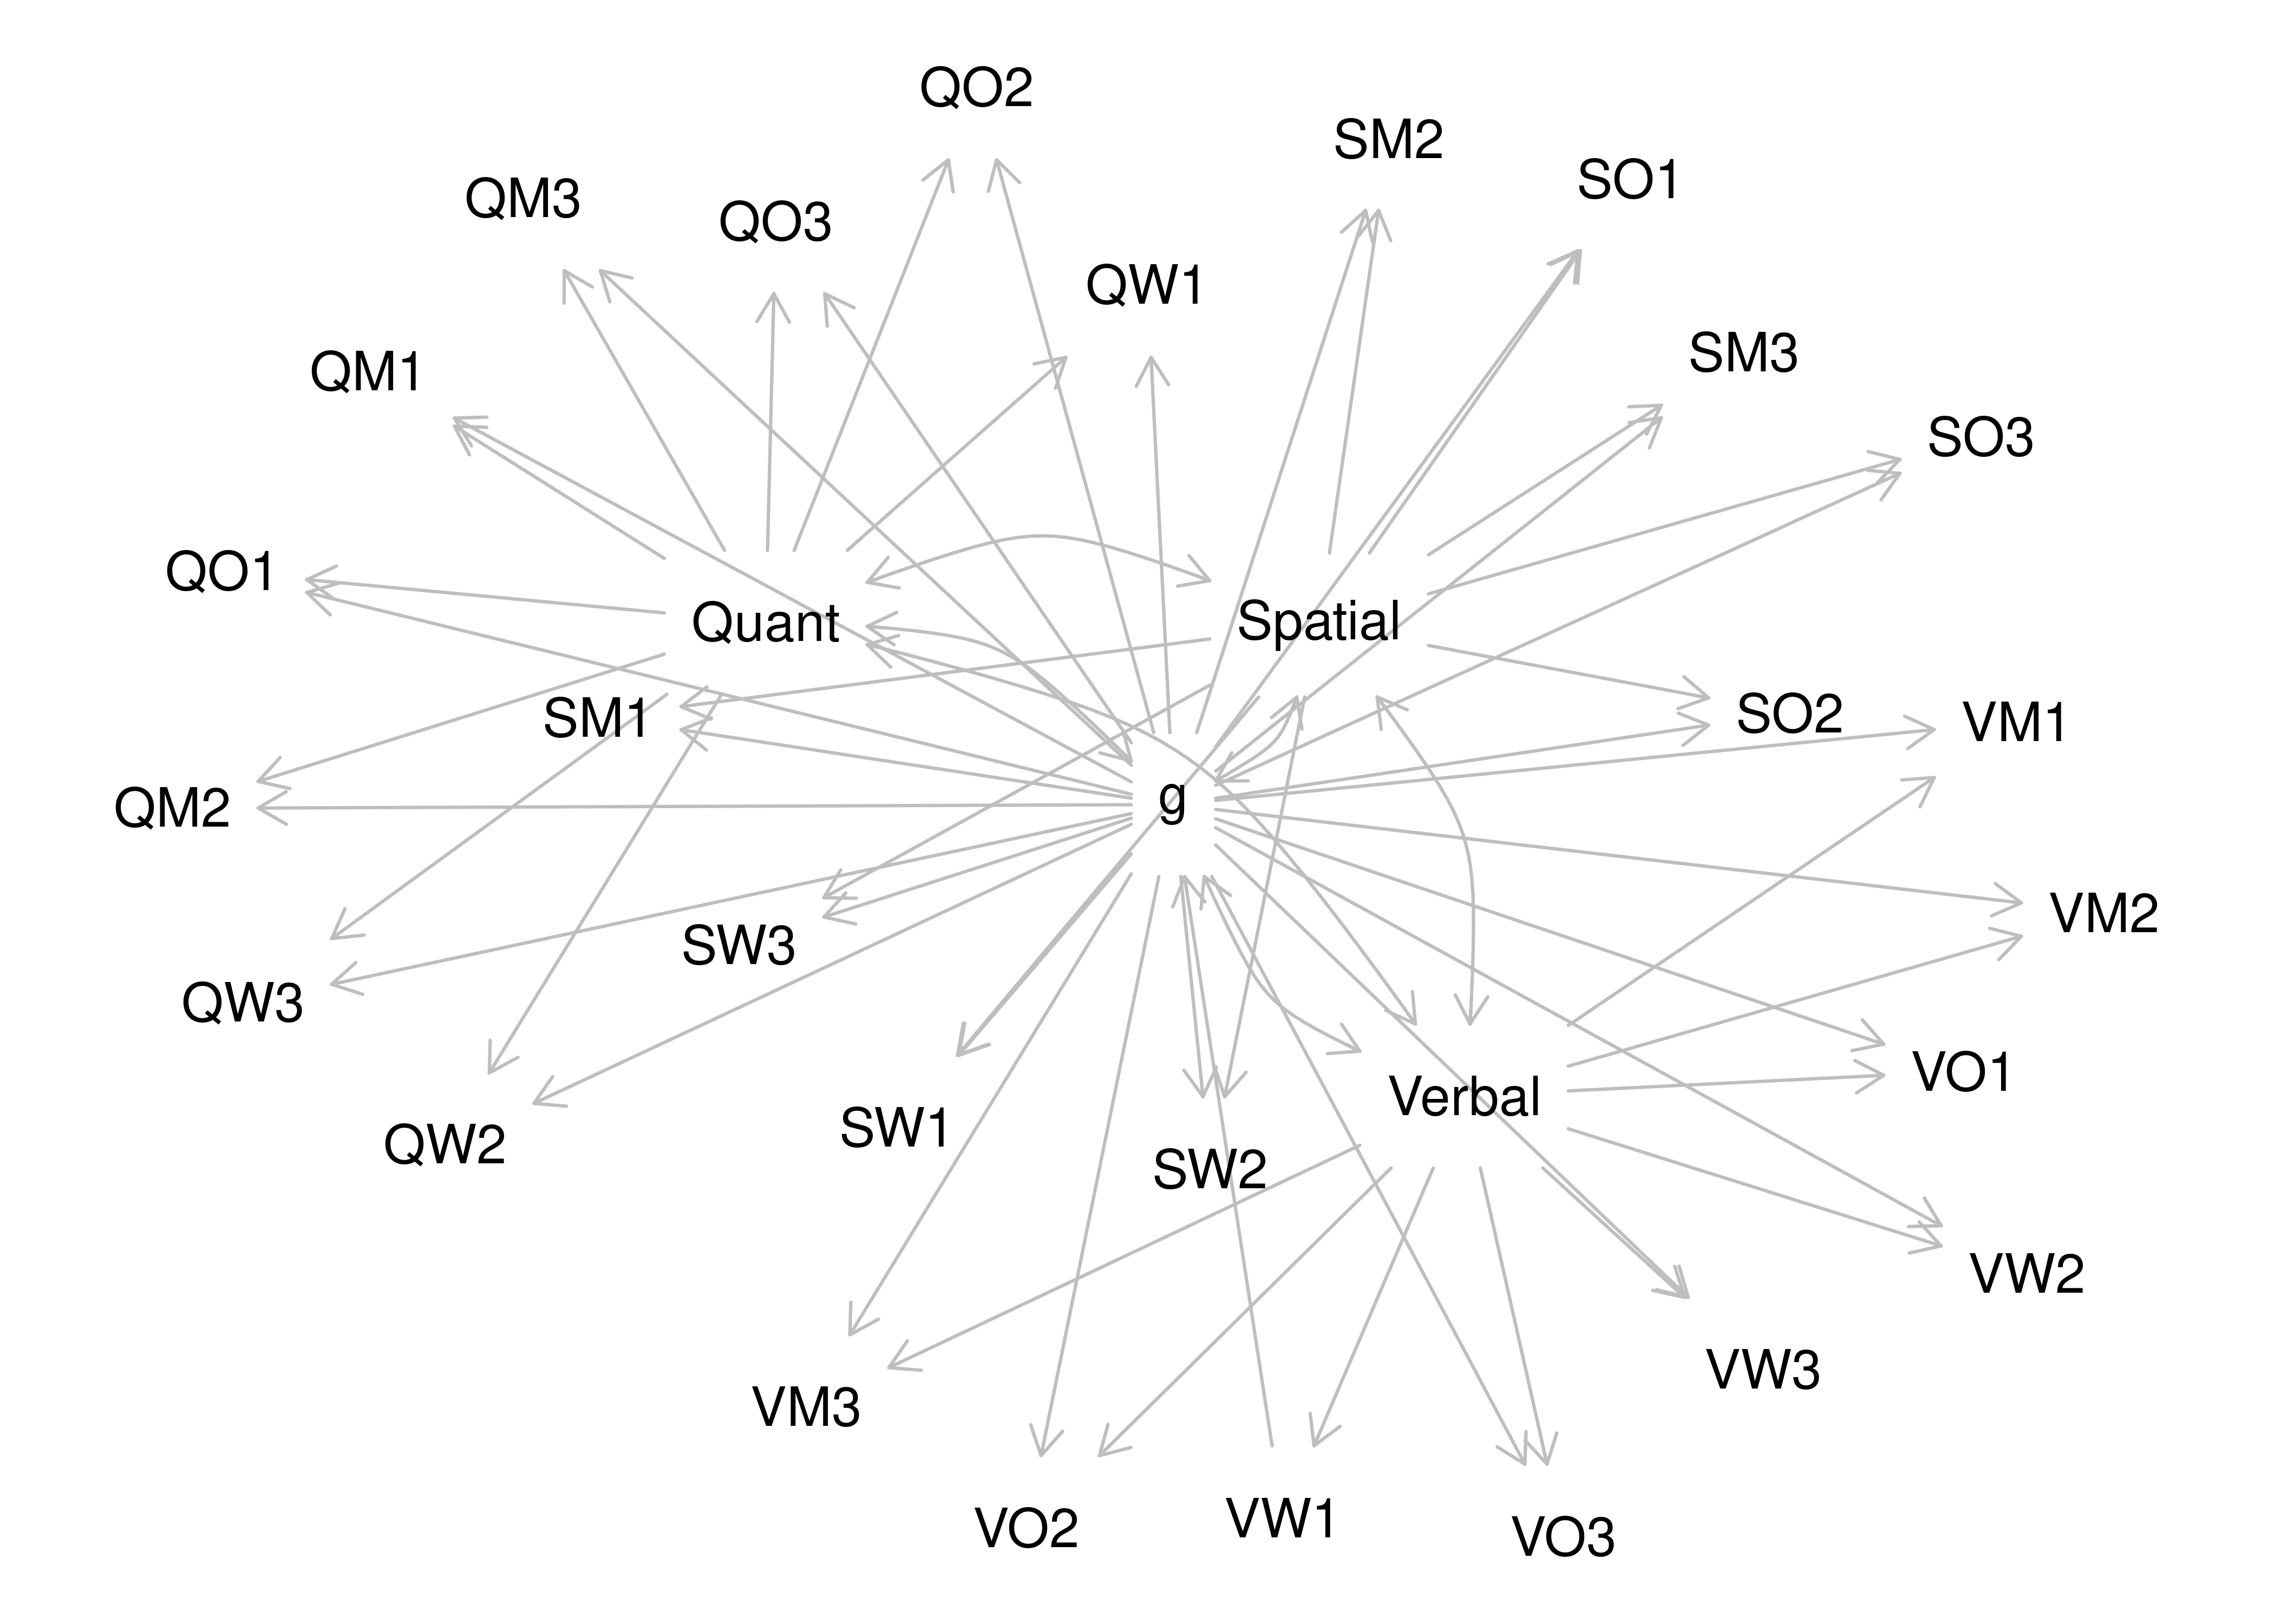 QO2
SM2
SO1
QM3
QO3
QW1
SM3
QM1
SO3
QO1
Quant
Spatial
SM1
SO2
VM1
g
QM2
VM2
SW3
QW3
VO1
Verbal
SW1
QW2
SW2
VW2
VW3
VM3
VW1
VO2
VO3